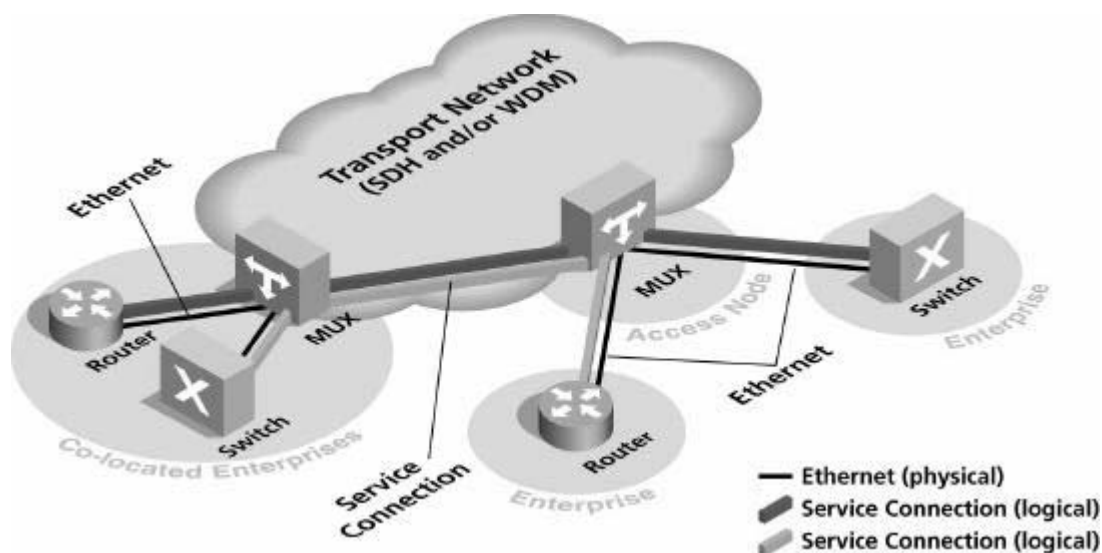 Transport Network
(SDH and/or WDM)
Ethernet
MUX
Router
Switch
Co-located Enterprises
MUX
Access Node
Switch
Enterprise
Ethernet
Router
Enterprise
Service
Connection
Ethernet (physical)
Service Connection (logical)
Service Connection (logical)